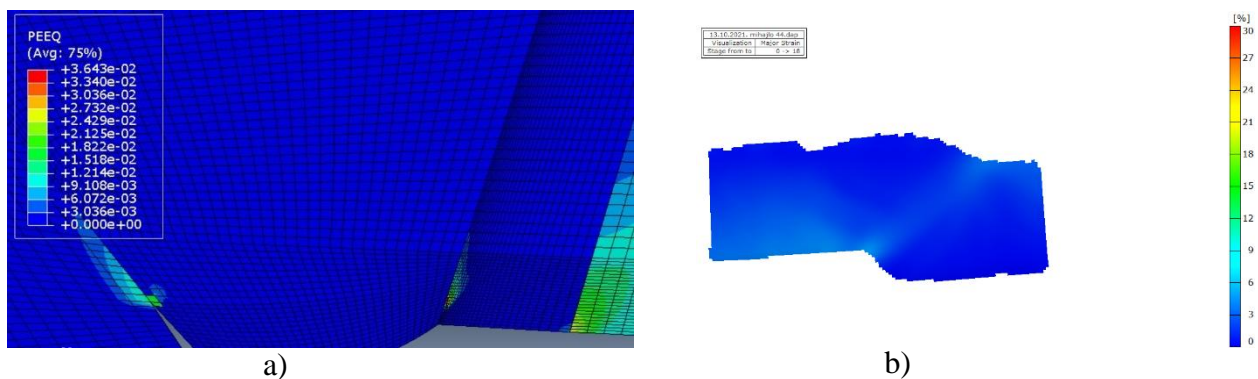 PEEQ
(Avg: 75%)
+3.643e-02
+3.340e-02
+3.036e-02
+2.732e-02
+2.429e-02
+2.125e-02
+1.822e-02
+1.518e-02
+1.214e-02
+9.108e-03
+6.072e-03
+3.036e-03
+0.000e+00
a)
13.10.2021. mihajlo 44.dap
Visualization Major Strain
Stage from to 0 -> 18
[%]
30
27
24
21
18
15
12
9
6
3
0
b)